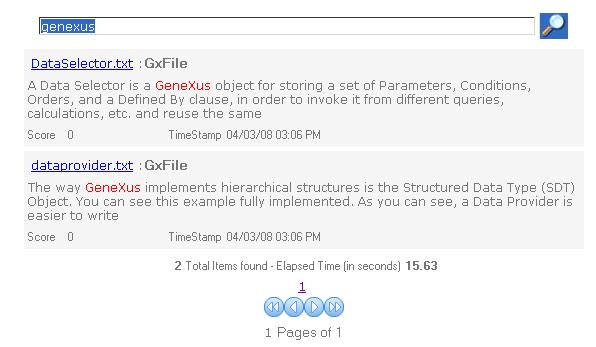 genexus
DataSelector.txt : GxFile
A Data Selector is a GeneXus object for storing a set of Parameters, Conditions,
Orders, and a Defined By clause, in order to invoke it from different queries,
calculations, etc. and reuse the same
Score 0 TimeStamp 04/03/08 03:06 PM
dataprovider.txt : GxFile
The way GeneXus implements hierarchical structures is the Structured Data Type (SDT)
Object. You can see this example fully implemented. As you can see, a Data Provider is
easier to write
Score 0 TimeStamp 04/03/08 03:06 PM
2 Total Items found - Elapsed Time (in seconds) 15.63
1
1 Pages of 1